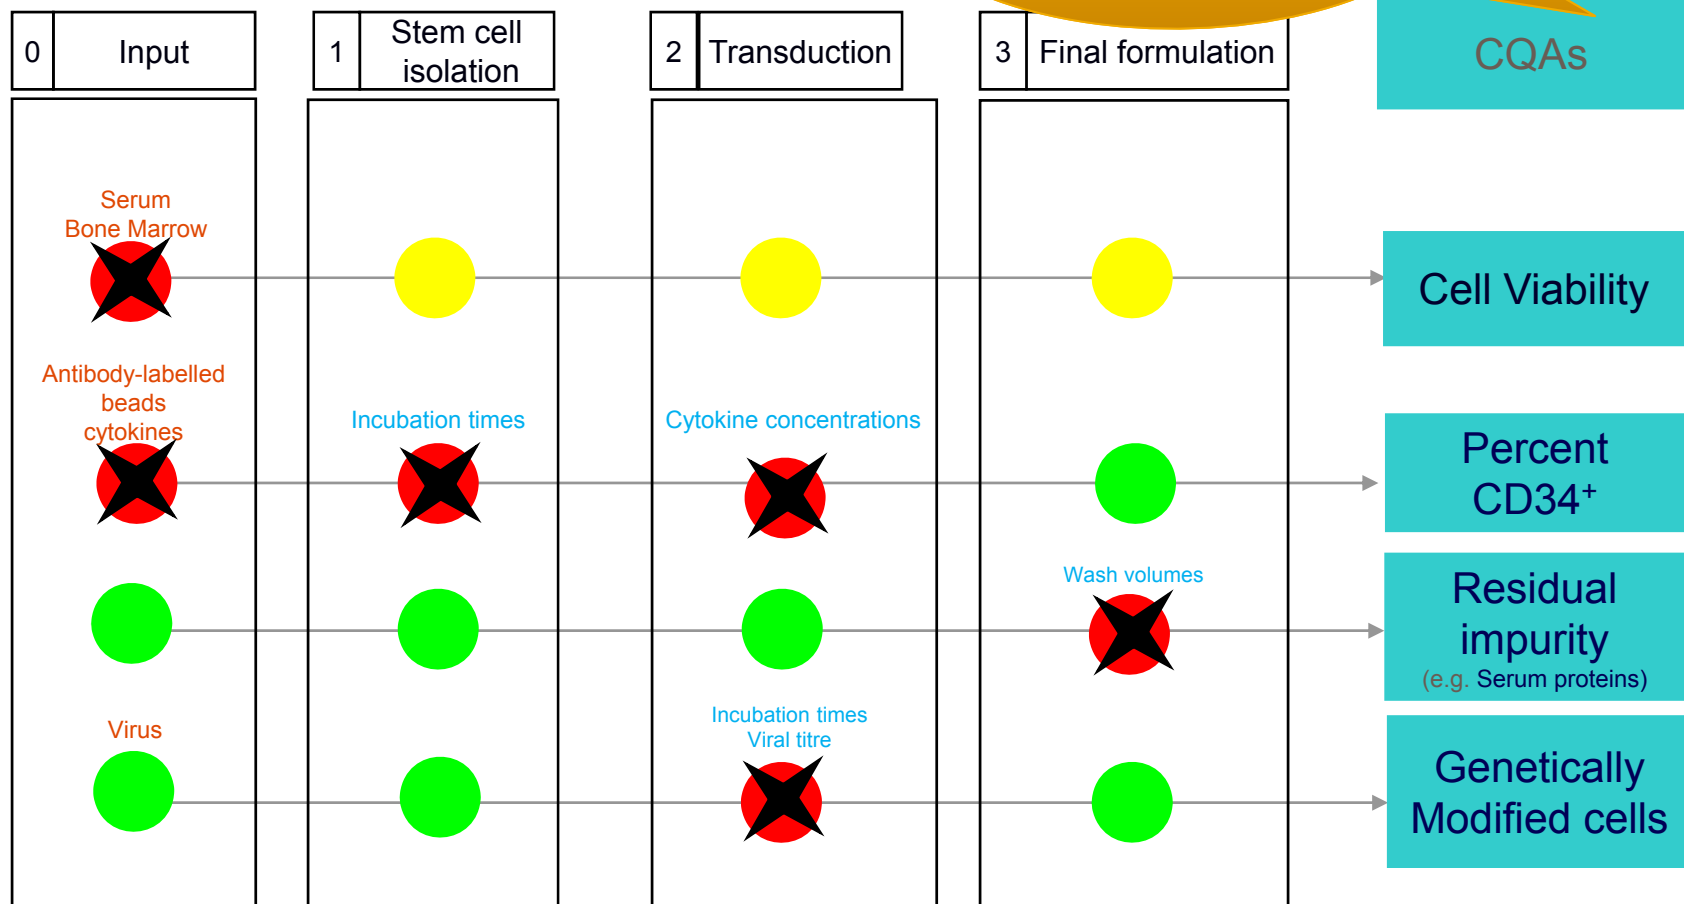 0 Input
1 Stem cell
isolation
2 Transduction
3 Final formulation
CQAs
Serum
Bone Marrow
Cell Viability
Antibody-labelled
beads
cytokines
Incubation times
Cytokine concentrations
Percent
CD34⁺
Wash volumes
Residual
impurity
(e.g. Serum proteins)
Virus
Incubation times
Viral titre
Genetically
Modified cells